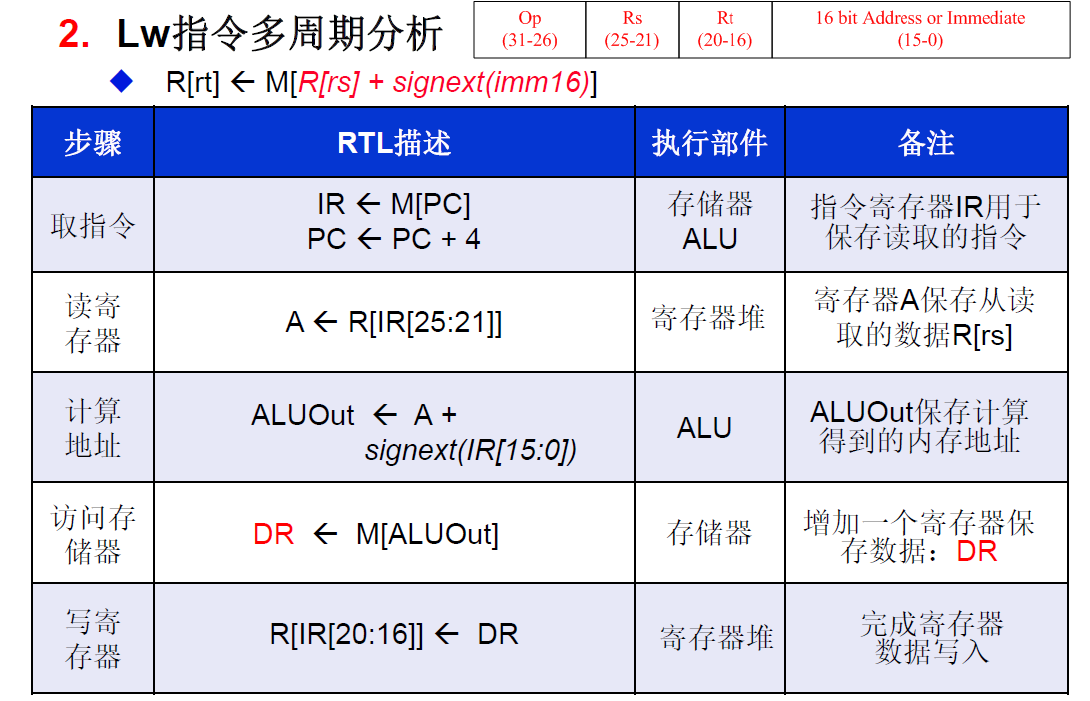 2. Lw指令多周期分析
Op
(31-26)
Rs
(25-21)
Rt
(20-16)
16 bit Address or Immediate
(15-0)
◆ R[rt] ← M[R[rs] + signext(imm16)]
步骤
RTL描述
执行部件
备注
取指令
IR ← M[PC]
PC ← PC + 4
存储器
ALU
指令寄存器IR用于
保存读取的指令
读寄
存器
A ← R[IR[25:21]]
寄存器堆
寄存器A保存从读
取的数据R[rs]
计算
地址
ALUOut ← A +
signext(IR[15:0])
ALU
ALUOut保存计算
得到的内存地址
访问存
储器
DR ← M[ALUOut]
存储器
增加一个寄存器保
存数据：DR
写寄
存器
R[IR[20:16]] ← DR
寄存器堆
完成寄存器
数据写入